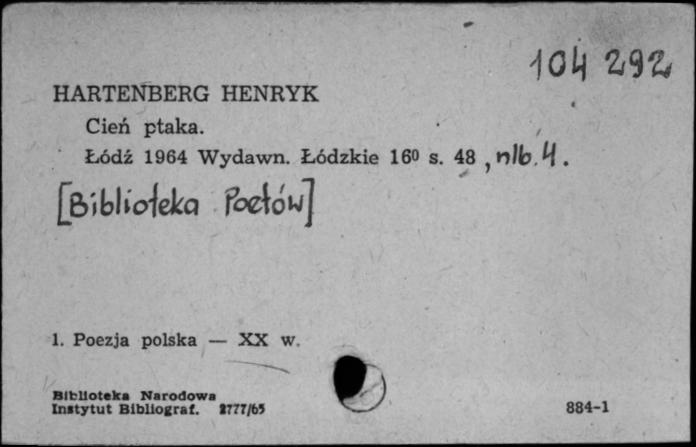 104 292
HARTENBERG HENRYK
Cień ptaka.
Łódź 1964 Wydawn. Łódzkie 16⁰ s. 48, nlb. 4.
[Biblioteka Poetów]
1. Poezja polska — XX w.
Biblioteka Narodowa
Instytut Bibliograf. 2777/65
884-1